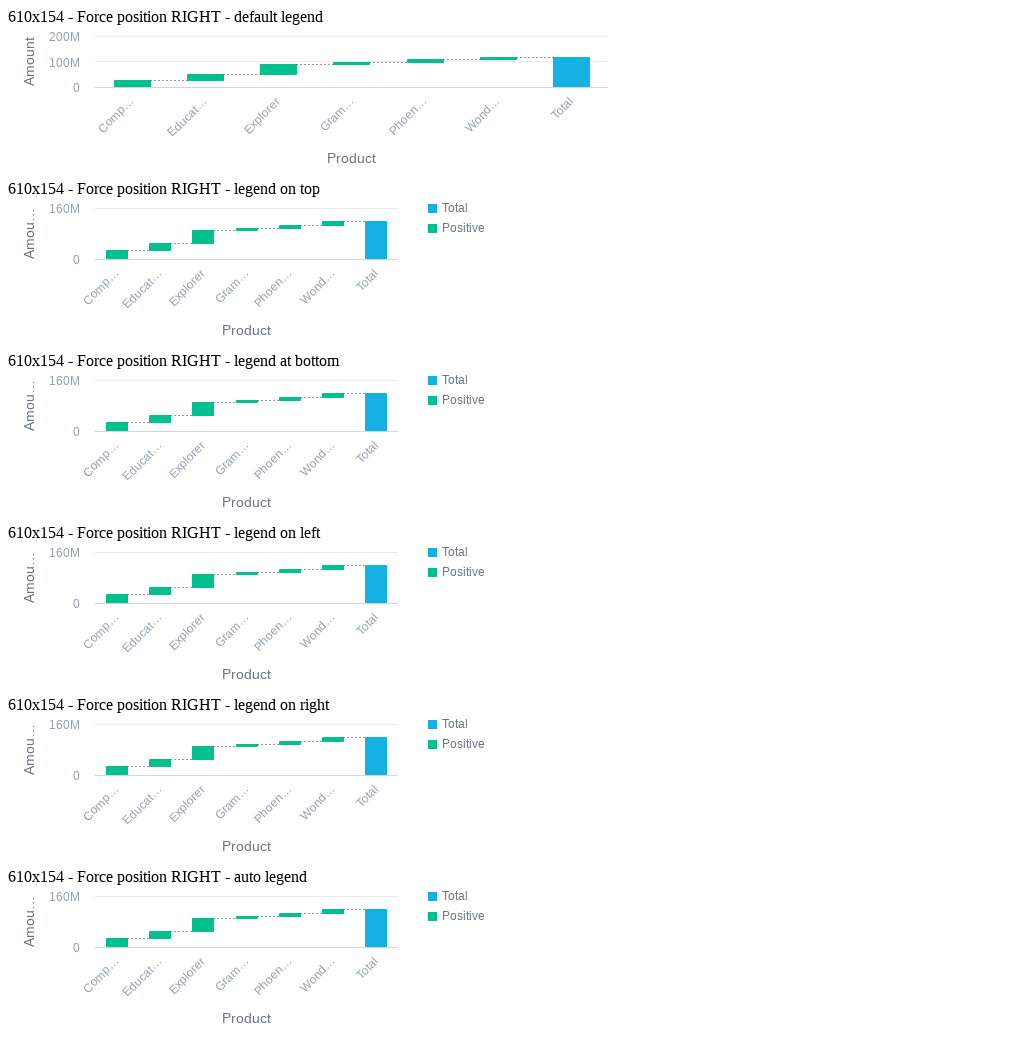 610x154 - Force position RIGHT - default legend
200M
100M
0
Amount
Comp…
Educat…
Explorer
Gram…
Phoen…
Wond…
Total
Product
610x154 - Force position RIGHT - legend on top
160M
0
Amou…
Comp…
Educat…
Explorer
Gram…
Phoen…
Wond…
Total
Product
Total
Positive
610x154 - Force position RIGHT - legend at bottom
160M
0
Amou…
Comp…
Educat…
Explorer
Gram…
Phoen…
Wond…
Total
Product
Total
Positive
610x154 - Force position RIGHT - legend on left
160M
0
Amou…
Comp…
Educat…
Explorer
Gram…
Phoen…
Wond…
Total
Product
Total
Positive
610x154 - Force position RIGHT - legend on right
160M
0
Amou…
Comp…
Educat…
Explorer
Gram…
Phoen…
Wond…
Total
Product
Total
Positive
610x154 - Force position RIGHT - auto legend
160M
0
Amou…
Comp…
Educat…
Explorer
Gram…
Phoen…
Wond…
Total
Product
Total
Positive